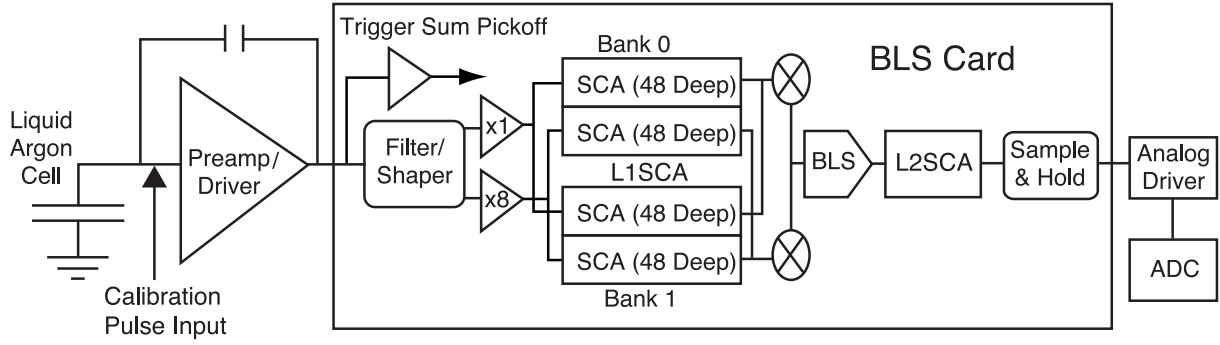 Trigger Sum Pickoff
Bank 0
BLS Card
SCA (48 Deep)
x1
SCA (48 Deep)
Liquid
Argon
Cell
Preamp/
Driver
Filter/
Shaper
L1SCA
BLS
L2SCA
Sample
& Hold
Analog
Driver
x8
SCA (48 Deep)
SCA (48 Deep)
ADC
Bank 1
Calibration
Pulse Input